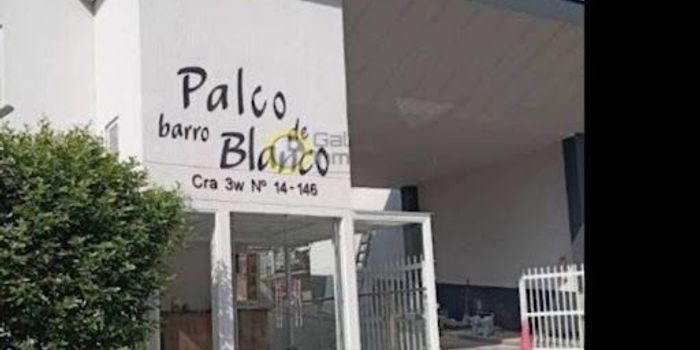 Palco
de
barro
Blanco
Cra 3w Nº 14-146